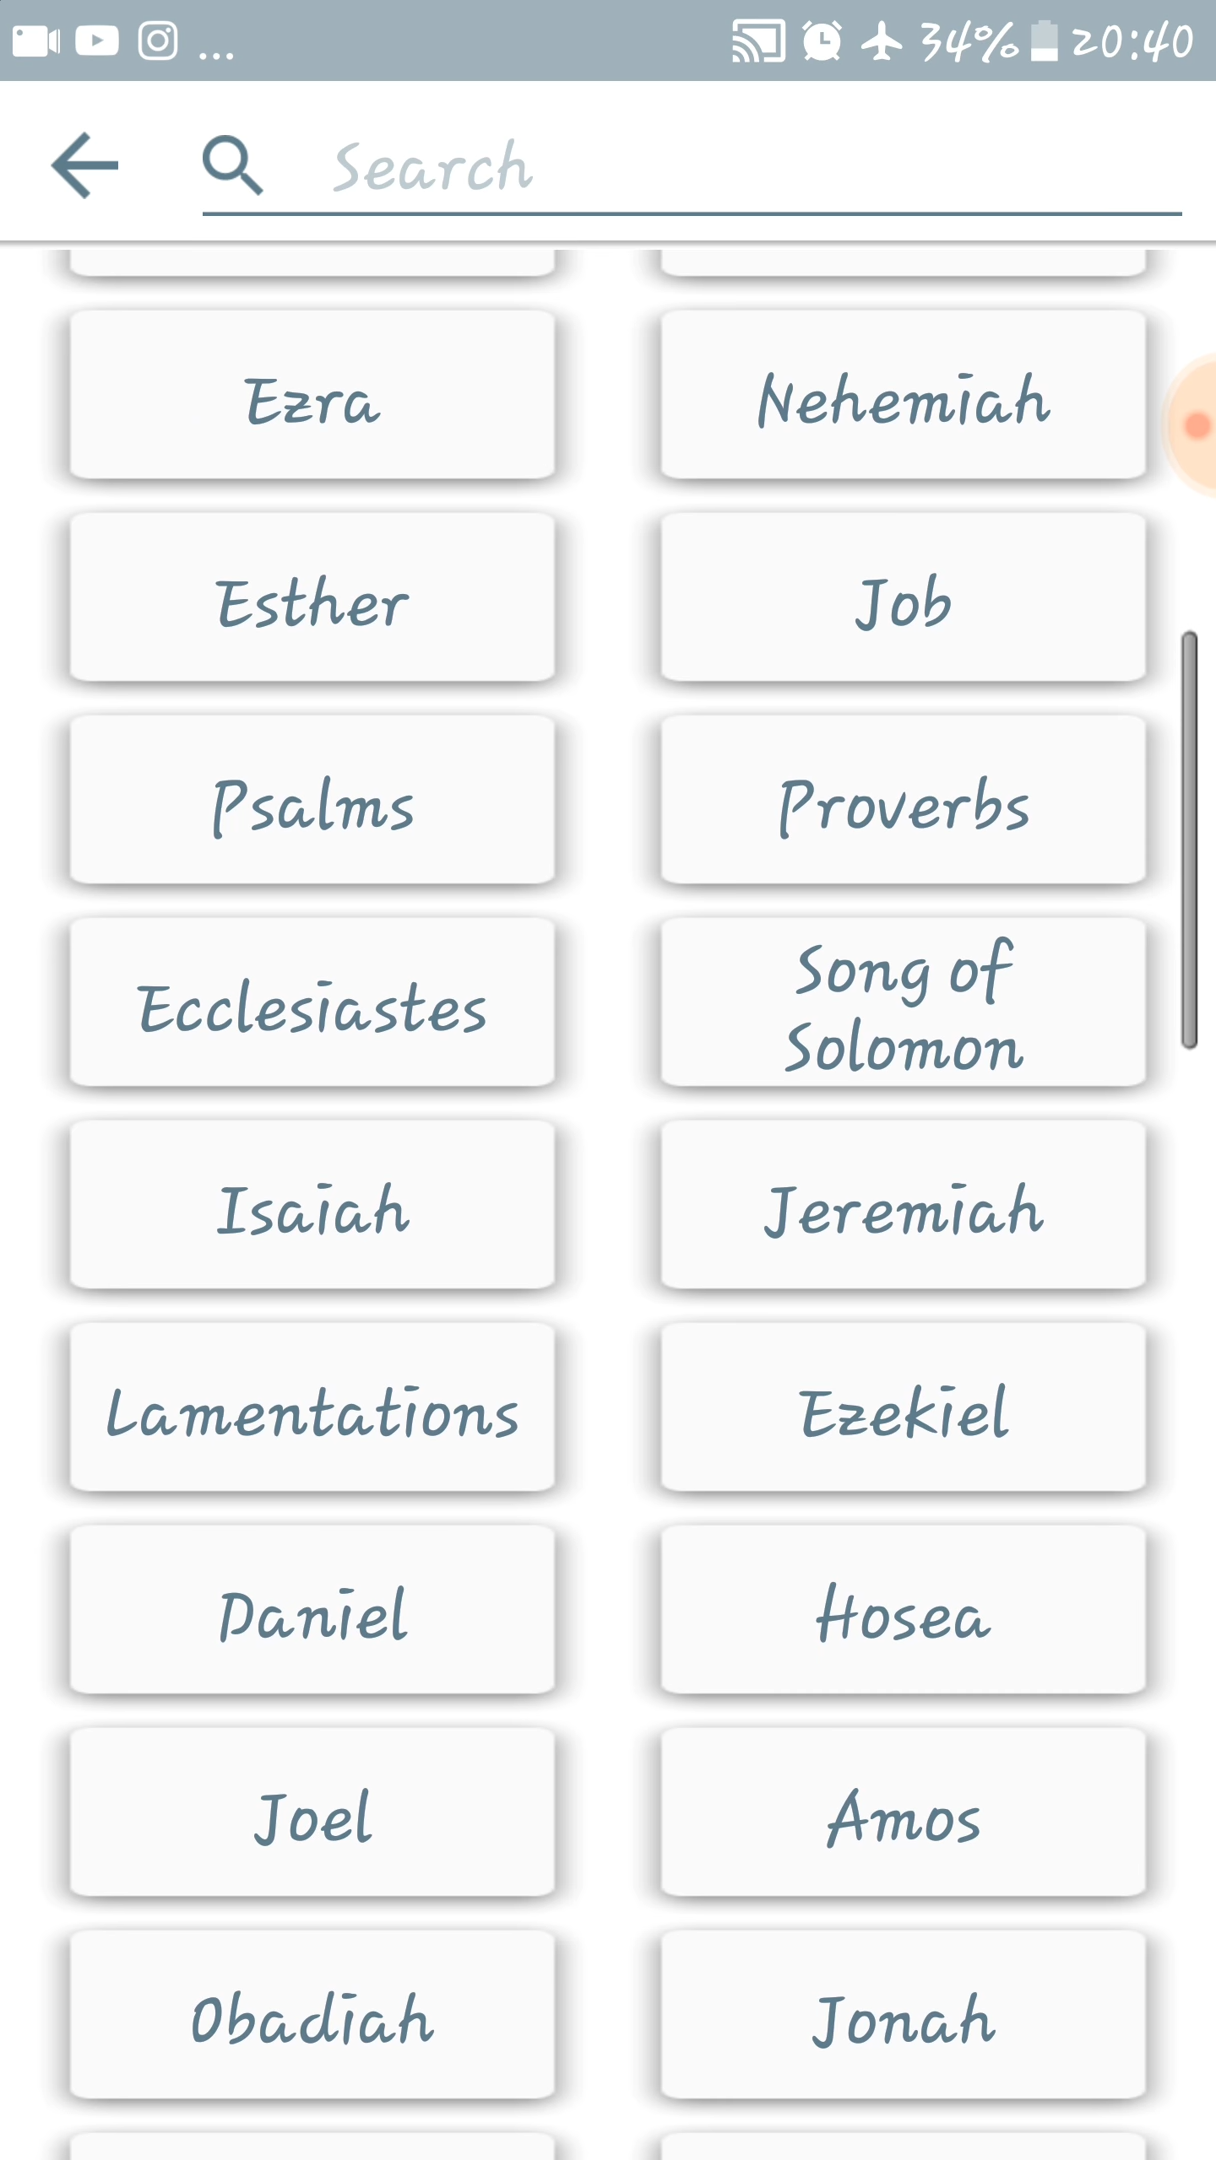 ... 34% 20:40
Search
Ezra Nehemiah
Esther Job
Psalms Proverbs
Ecclesiastes Song of
Solomon
Isaiah Jeremiah
Lamentations Ezekiel
Daniel Hosea
Joel Amos
Obadiah Jonah